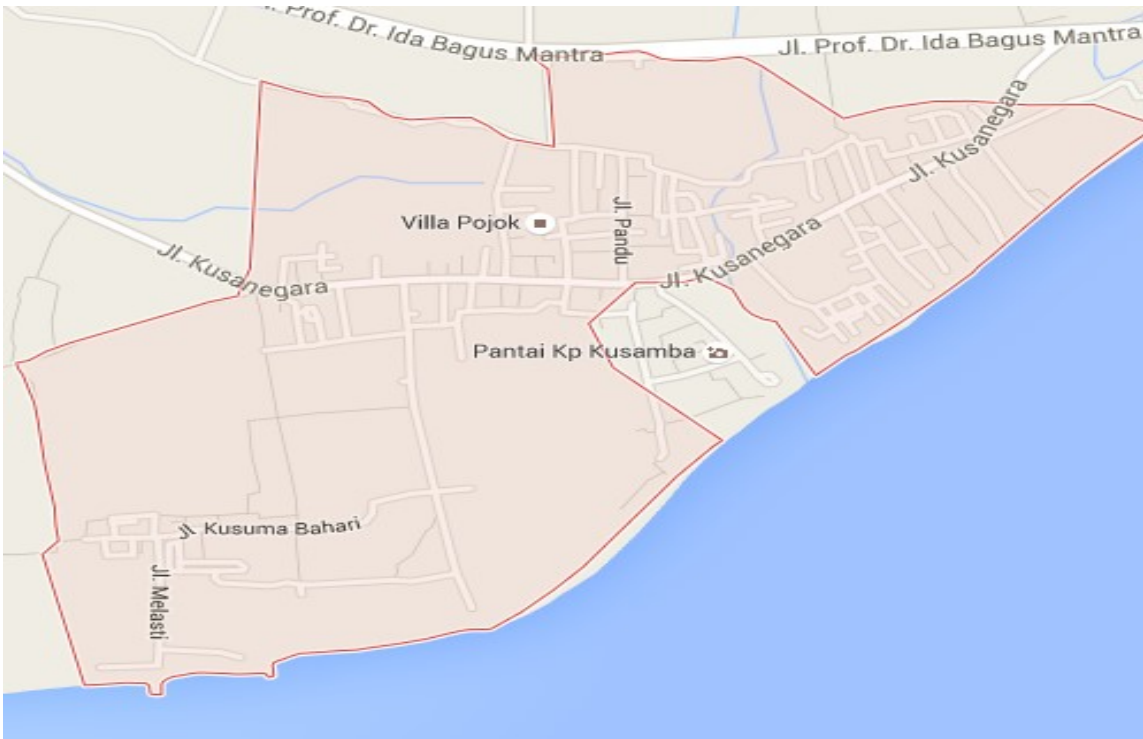 Jl. Prof. Dr. Ida Bagus Mantra
Jl. Prof. Dr. Ida Bagus Mantra
Jl. Kusanegara
Villa Pojok
Jl. Pandu
Jl. Kusanegara
Jl. Kusanegara
Pantai Kp Kusamba
Jl. Kusuma Bahari
Jl. Melasti